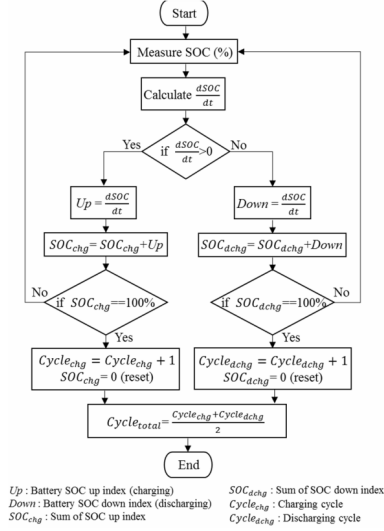 Start
Measure SOC (%)
Calculate dSOC/dt
Yes
if dSOC/dt>0
No
Up = dSOC/dt
Down = dSOC/dt
SOC_chg= SOC_chg+Up
SOC_dchg= SOC_dchg+Down
No
if SOC_chg==100%
if SOC_dchg==100%
No
Yes
Yes
Cycle_chg = Cycle_chg + 1
SOC_chg= 0 (reset)
Cycle_dchg = Cycle_dchg + 1
SOC_dchg= 0 (reset)
Cycle_total= (Cycle_chg+Cycle_dchg)/2
End
Up : Battery SOC up index (charging)
Down: Battery SOC down index (discharging)
SOC_chg : Sum of SOC up index
SOC_dchg : Sum of SOC down index
Cycle_chg : Charging cycle
Cycle_dchg : Discharging cycle